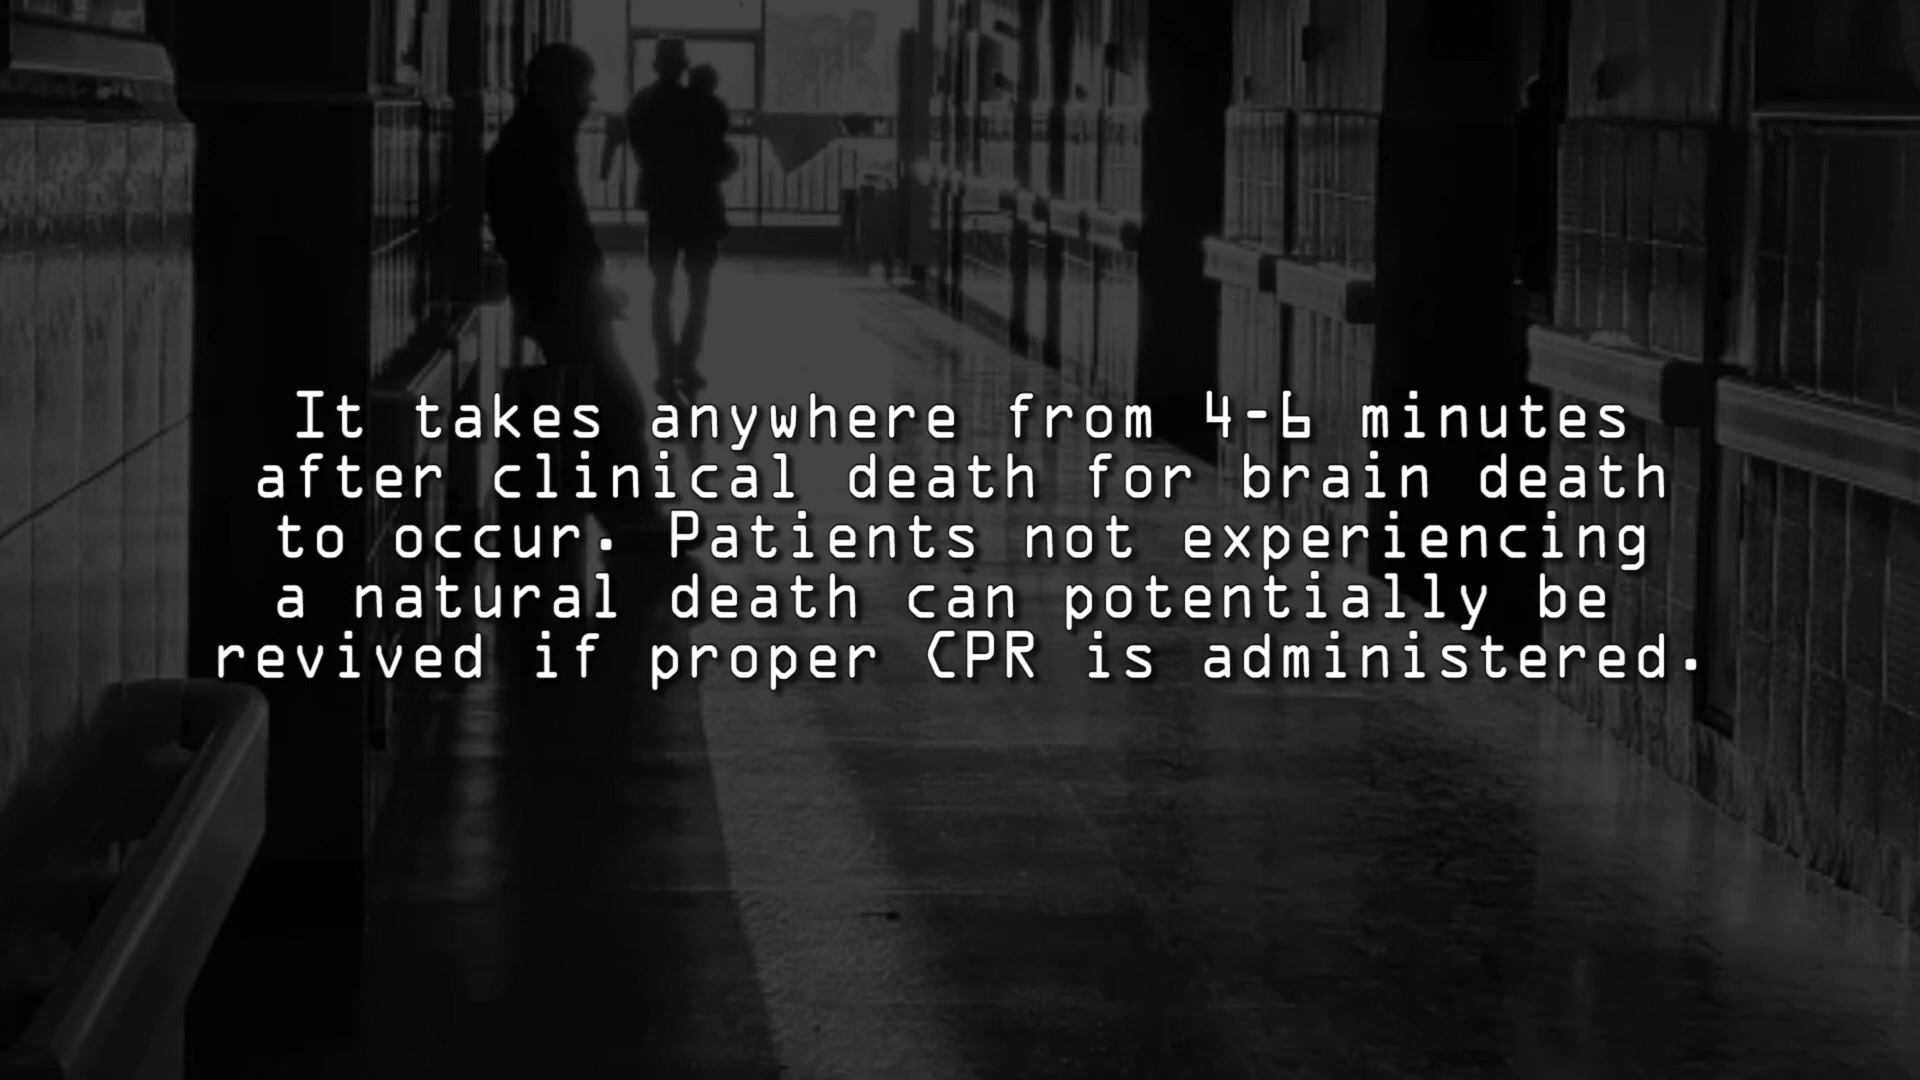 It takes anywhere from 4-6 minutes
after clinical death for brain death
to occur. Patients not experiencing
a natural death can potentially be
revived if proper CPR is administered.